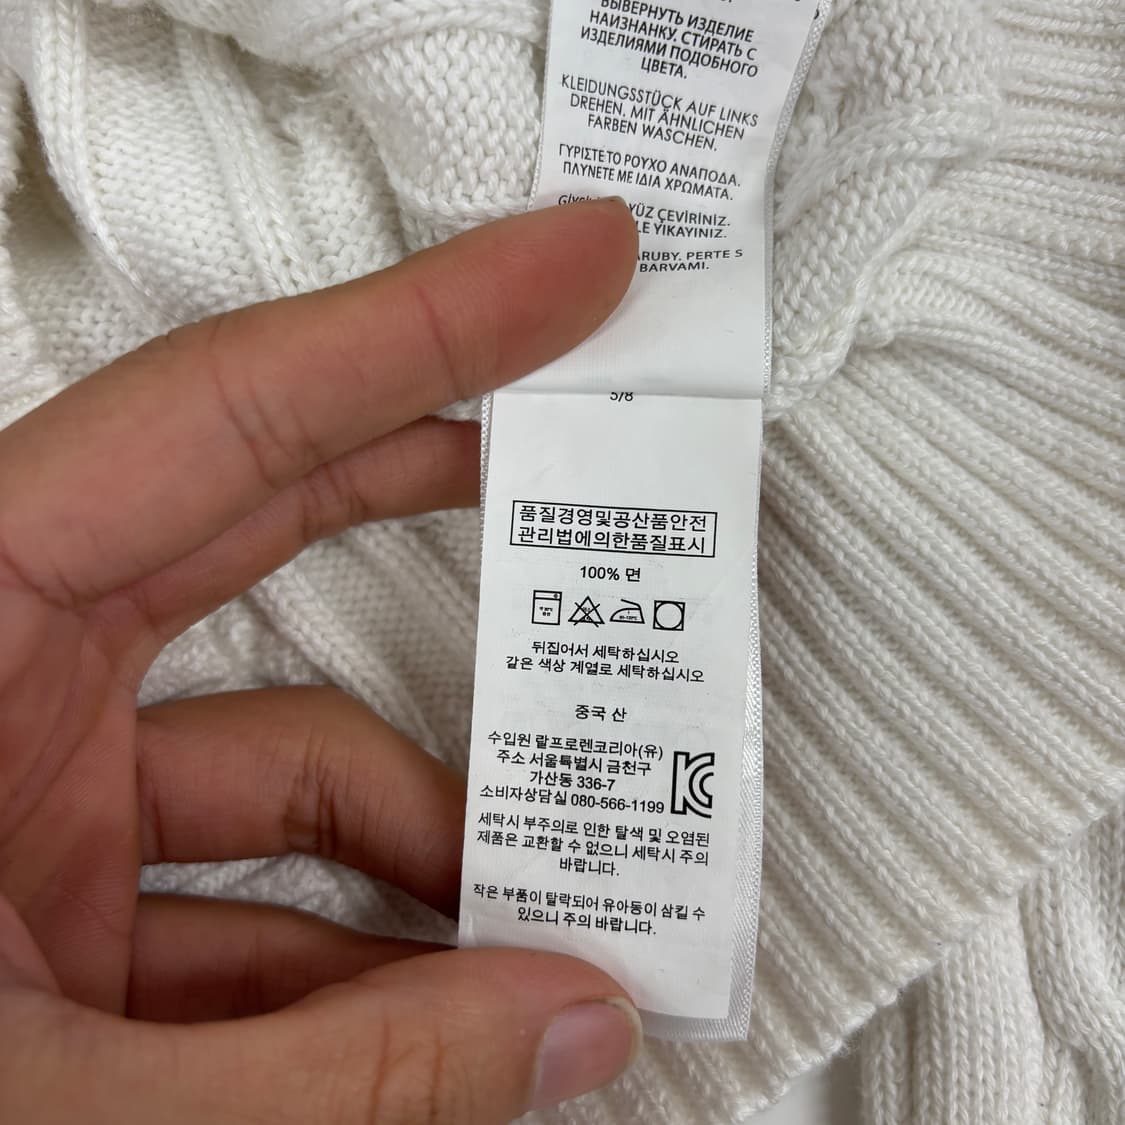 ВЫВЕРНУТЬ ИЗДЕЛИЕ
НАИЗНАНКУ. СТИРАТЬ С
ИЗДЕЛИЯМИ ПОДОБНОГО
ЦВЕТА.
KLEIDUNGSSTÜCK AUF LINKS
DREHEN. MIT ÄHNLICHEN
FARBEN WASCHEN.
ΓΥΡΙΣΤΕ ΤΟ ΡΟΥΧΟ ΑΝΑΠΟΔΑ.
ΠΛΥΝΕΤΕ ΜΕ ΙΔΙΑ ΧΡΩΜΑΤΑ.
YÜZ ÇEVİRİNİZ.
YIKAYINIZ.
PERTE S
BARVAMI.
5/8
품질경영및공산품안전
관리법에의한품질표시
100% 면
뒤집어서 세탁하십시오
같은 색상 계열로 세탁하십시오
중국 산
수입원 랄프로렌코리아(유)
주소 서울특별시 금천구
가산동 336-7
소비자상담실 080-566-1199
세탁시 부주의로 인한 탈색 및 오염된
제품은 교환할 수 없으니 세탁시 주의
바랍니다.
작은 부품이 탈락되어 유아동이 삼킬 수
있으니 주의 바랍니다.